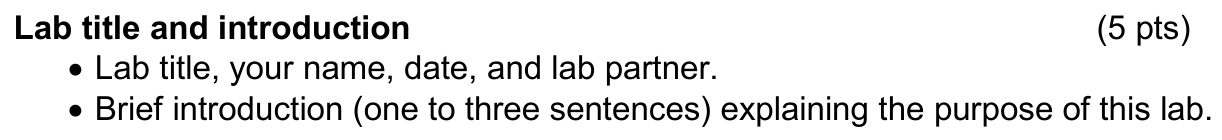 Lab title and introduction (5 pts)
• Lab title, your name, date, and lab partner.
• Brief introduction (one to three sentences) explaining the purpose of this lab.